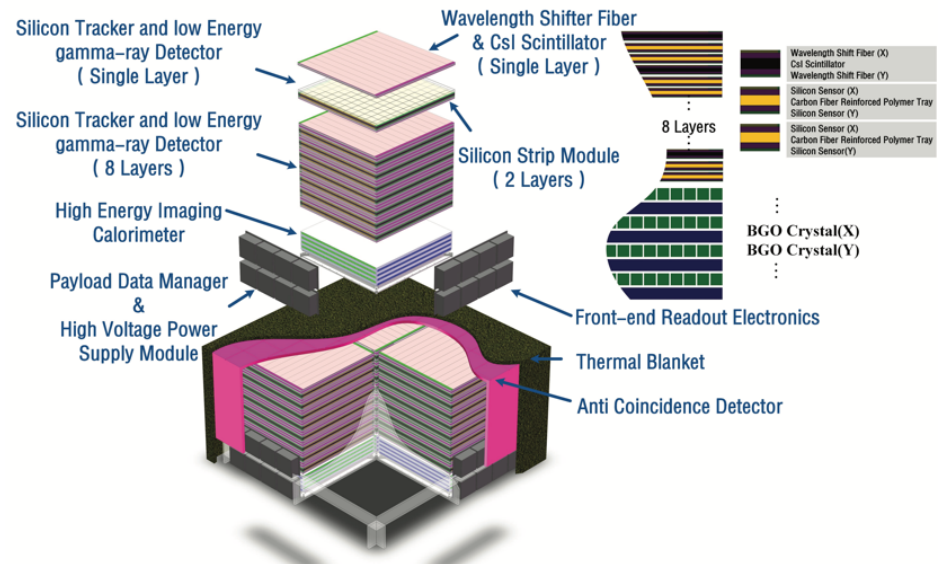 Silicon Tracker and low Energy
gamma-ray Detector
( Single Layer )
Wavelength Shifter Fiber
& CsI Scintillator
( Single Layer )
Silicon Tracker and low Energy
gamma-ray Detector
( 8 Layers )
Silicon Strip Module
( 2 Layers )
High Energy Imaging
Calorimeter
Payload Data Manager
&
High Voltage Power
Supply Module
Front-end Readout Electronics
Thermal Blanket
Anti Coincidence Detector
⋮
8 Layers
⋮
Wavelength Shift Fiber (X)
CsI Scintillator
Wavelength Shift Fiber (Y)
Silicon Sensor (X)
Carbon Fiber Reinforced Polymer Tray
Silicon Sensor (Y)
Silicon Sensor (X)
Carbon Fiber Reinforced Polymer Tray
Silicon Sensor(Y)
⋮
BGO Crystal(X)
BGO Crystal(Y)
⋮